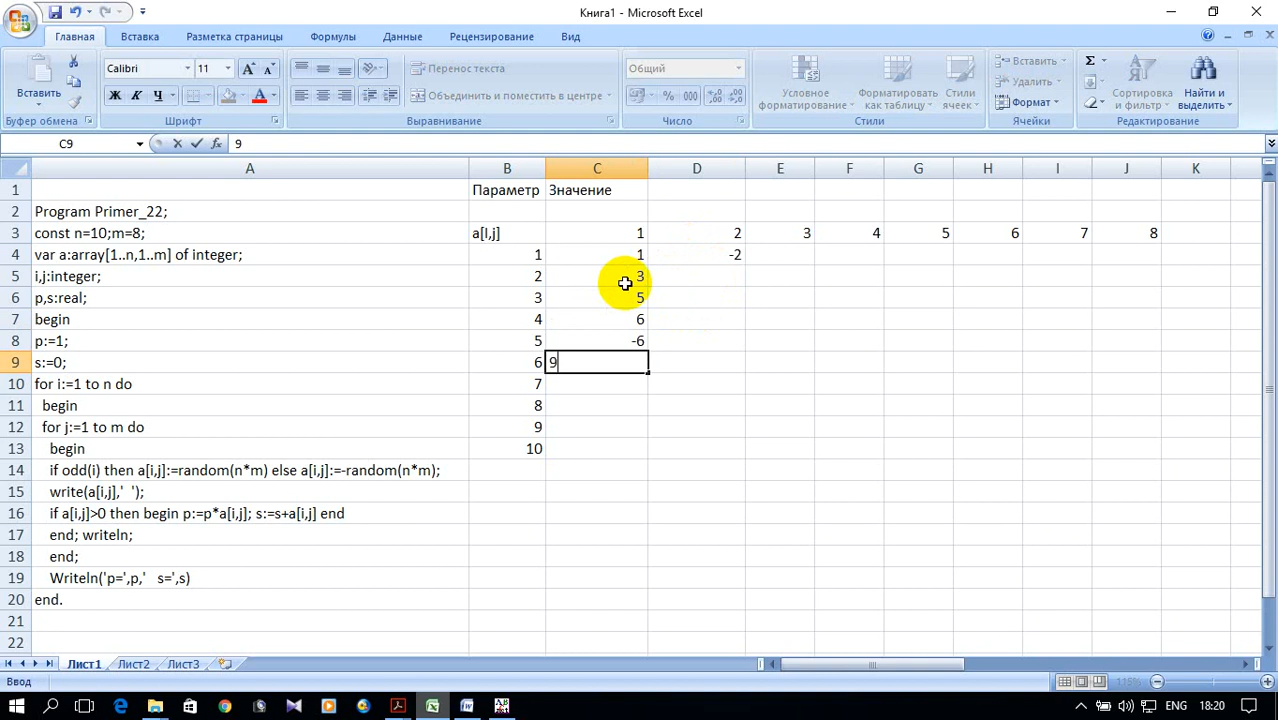 Книга1 - Microsoft Excel
Главная Вставка Разметка страницы Формулы Данные Рецензирование Вид
Calibri 11 Перенос текста Общий Вставить Удалить Формат
Вставить Ж К Ч Объединить и поместить в центре % 000 Условное форматирование Форматировать как таблицу Стили ячеек Сортировка и фильтр Найти и выделить
Буфер обмена Шрифт Выравнивание Число Стили Ячейки Редактирование
C9 9
A B C D E F G H I J K
1 Параметр Значение
2 Program Primer_22;
3 const n=10;m=8; a[i,j] 1 2 3 4 5 6 7 8
4 var a:array[1..n,1..m] of integer; 1 1 -2
5 i,j:integer; 2 3
6 p,s:real; 3 5
7 begin 4 6
8 p:=1; 5 -6
9 s:=0; 6 9
10 for i:=1 to n do 7
11 begin 8
12 for j:=1 to m do 9
13 begin 10
14 if odd(i) then a[i,j]:=random(n*m) else a[i,j]:=-random(n*m);
15 write(a[i,j],'  ');
16 if a[i,j]>0 then begin p:=p*a[i,j]; s:=s+a[i,j] end
17 end; writeln;
18 end;
19 Writeln('p=',p,'   s=',s)
20 end.
21
22
Лист1 Лист2 Лист3
Ввод 115%
ENG 18:20